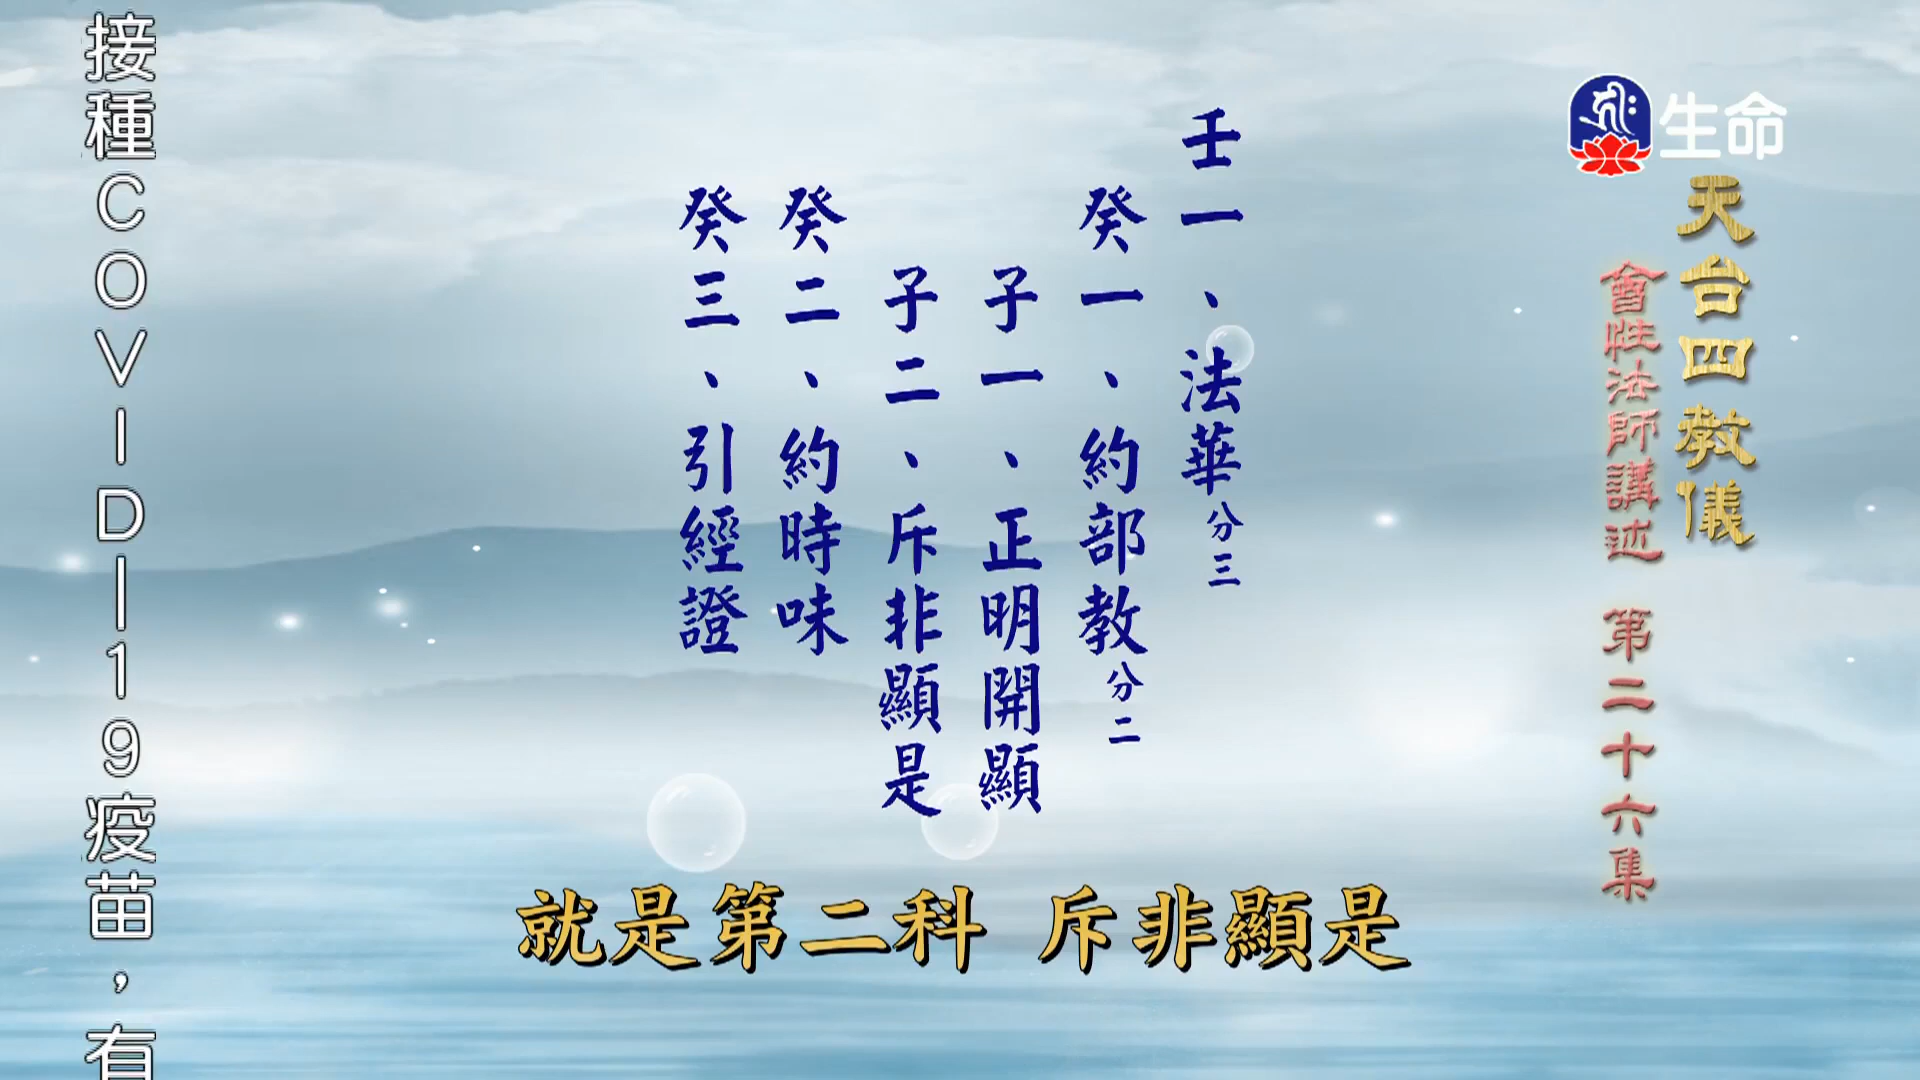 生命
天台四教儀
會性法師講述 第二十六集
壬一、法華分三
癸一、約部教分二
子一、正明開顯
子二、斥非顯是
癸二、約時味
癸三、引經證
接種COVID-19疫苗，有
就是第二科 斥非顯是